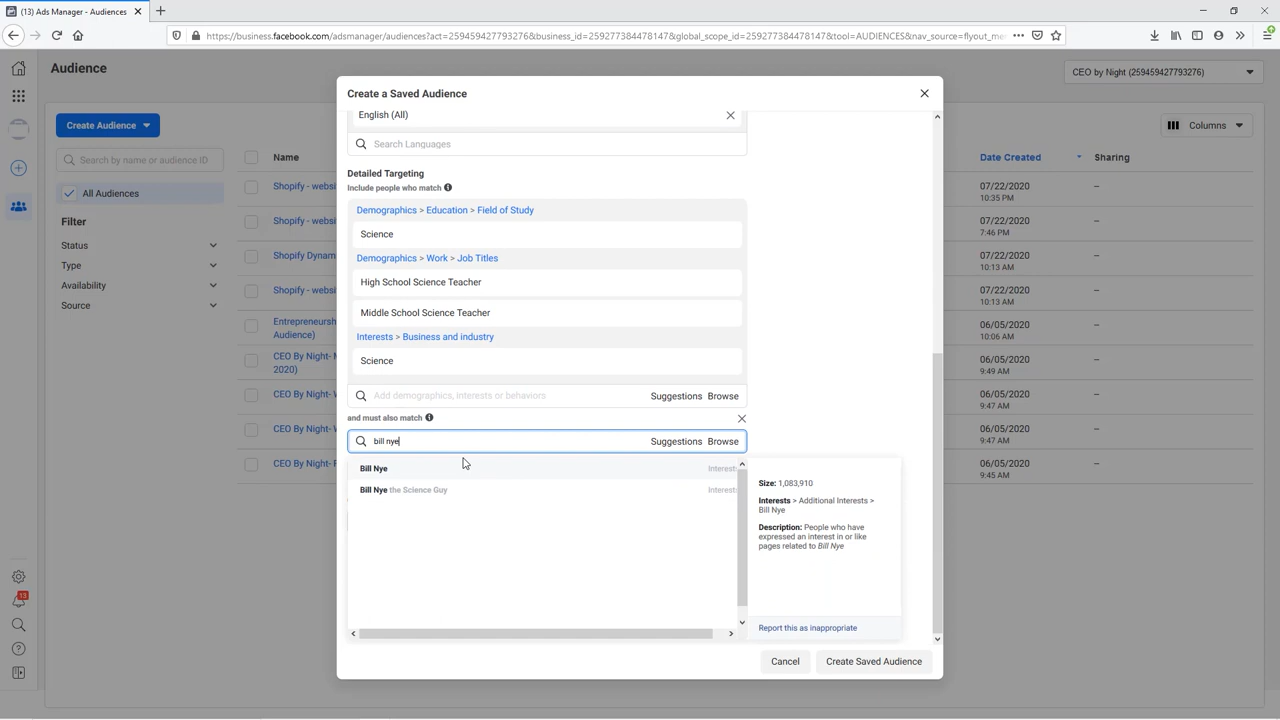 (13) Ads Manager - Audiences
https://business.facebook.com/adsmanager/audiences?act=259459427793276&business_id=259277384478147&global_scope_id=259277384478147&tool=AUDIENCES&nav_source=flyout_me
Audience
CEO by Night (259459427793276)
Create Audience
Columns
Search by name or audience ID
All Audiences
Filter
Status
Type
Availability
Source
Name
Date Created
Sharing
Shopify - websi
07/22/2020
10:35 PM
--
Shopify - websi
07/22/2020
7:46 PM
--
Shopify Dynam
07/22/2020
10:13 AM
--
Shopify - websi
07/22/2020
10:13 AM
--
Entrepreneursh
Audience)
06/05/2020
10:06 AM
--
CEO By Night- M
2020)
06/05/2020
9:49 AM
--
CEO By Night- W
06/05/2020
9:47 AM
--
CEO By Night- W
06/05/2020
9:47 AM
--
CEO By Night- F
06/05/2020
9:45 AM
--
13
Create a Saved Audience
English (All)
Search Languages
Detailed Targeting
Include people who match
Demographics > Education > Field of Study
Science
Demographics > Work > Job Titles
High School Science Teacher
Middle School Science Teacher
Interests > Business and industry
Science
Add demographics, interests or behaviors
Suggestions Browse
and must also match
bill nye
Suggestions Browse
Bill Nye
Interest
Bill Nye the Science Guy
Interest
Size: 1,083,910
Interests > Additional Interests >
Bill Nye
Description: People who have
expressed an interest in or like
pages related to Bill Nye
Report this as inappropriate
Cancel
Create Saved Audience